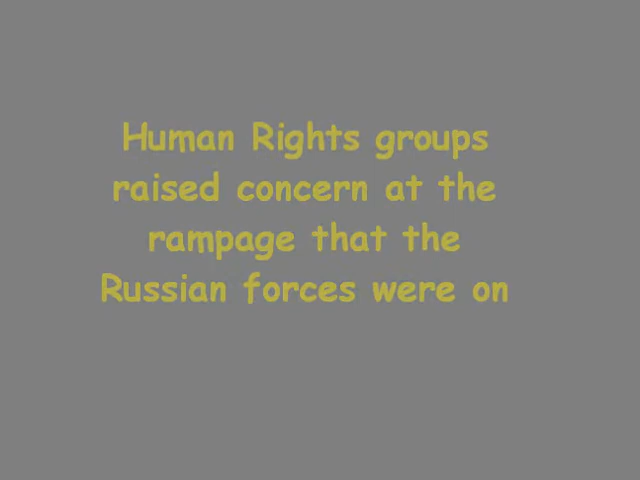 Human Rights groups
raised concern at the
rampage that the
Russian forces were on